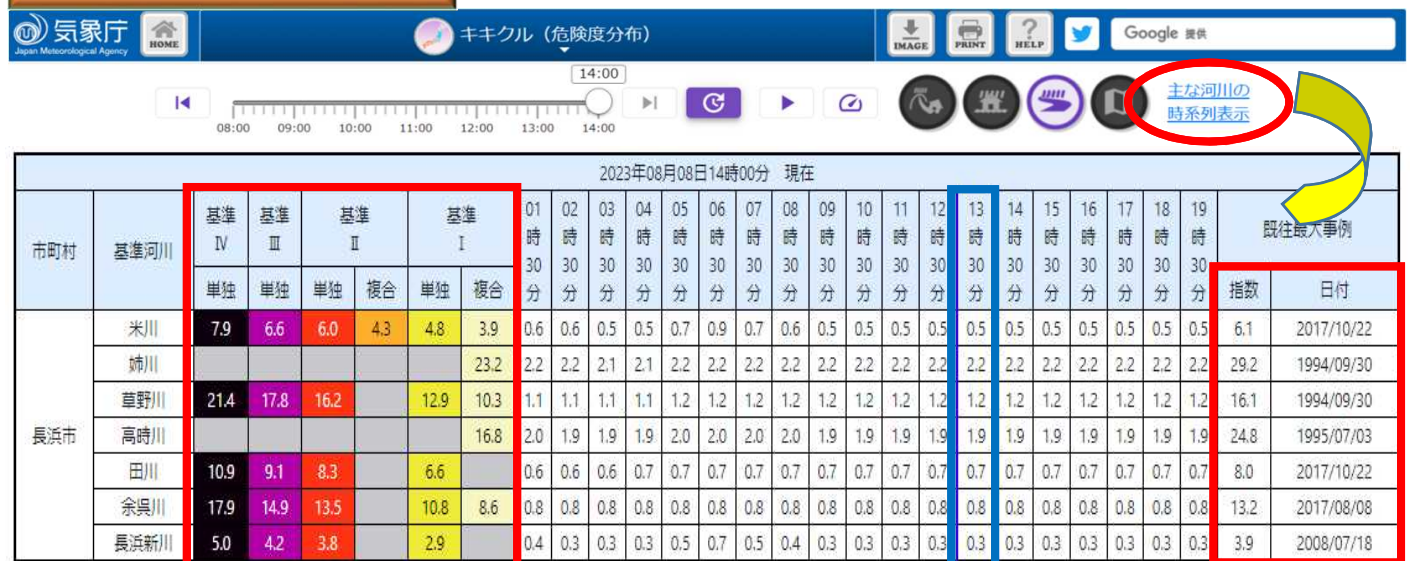 気象庁
Japan Meteorological Agency
HOME
キキクル（危険度分布）
IMAGE
PRINT
HELP
Google 提供
14:00
08:00 09:00 10:00 11:00 12:00 13:00 14:00
主な河川の
時系列表示
2023年08月08日14時00分 現在
市町村 基準河川 基準Ⅳ 基準Ⅲ 基準Ⅱ 基準Ⅰ 01時30分 02時30分 03時30分 04時30分 05時30分 06時30分 07時30分 08時30分 09時30分 10時30分 11時30分 12時30分 13時30分 14時30分 15時30分 16時30分 17時30分 18時30分 19時30分 既往最大事例
単独 単独 単独 複合 単独 複合 指数 日付
長浜市
米川 7.9 6.6 6.0 4.3 4.8 3.9 0.6 0.6 0.5 0.5 0.7 0.9 0.7 0.6 0.5 0.5 0.5 0.5 0.5 0.5 0.5 0.5 0.5 0.5 0.5 6.1 2017/10/22
姉川 23.2 2.2 2.2 2.1 2.1 2.2 2.2 2.2 2.2 2.2 2.2 2.2 2.2 2.2 2.2 2.2 2.2 2.2 2.2 2.2 29.2 1994/09/30
草野川 21.4 17.8 16.2 12.9 10.3 1.1 1.1 1.1 1.1 1.2 1.2 1.2 1.2 1.2 1.2 1.2 1.2 1.2 1.2 1.2 1.2 1.2 1.2 1.2 16.1 1994/09/30
高時川 16.8 2.0 1.9 1.9 1.9 2.0 2.0 2.0 2.0 1.9 1.9 1.9 1.9 1.9 1.9 1.9 1.9 1.9 1.9 1.9 24.8 1995/07/03
田川 10.9 9.1 8.3 6.6 0.6 0.6 0.6 0.7 0.7 0.7 0.7 0.7 0.7 0.7 0.7 0.7 0.7 0.7 0.7 0.7 0.7 0.7 0.7 8.0 2017/10/22
余呉川 17.9 14.9 13.5 10.8 8.6 0.8 0.8 0.8 0.8 0.8 0.8 0.8 0.8 0.8 0.8 0.8 0.8 0.8 0.8 0.8 0.8 0.8 0.8 0.8 13.2 2017/08/08
長浜新川 5.0 4.2 3.8 2.9 0.4 0.3 0.3 0.3 0.5 0.7 0.5 0.4 0.3 0.3 0.3 0.3 0.3 0.3 0.3 0.3 0.3 0.3 0.3 3.9 2008/07/18